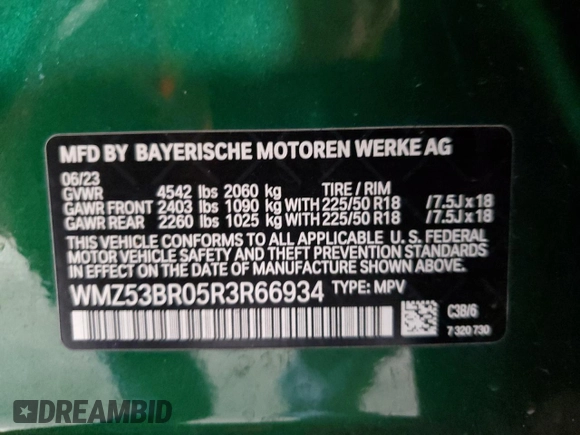 MFD BY BAYERISCHE MOTOREN WERKE AG
06/23
GVWR 4542 lbs 2060 kg TIRE / RIM
GAWR FRONT 2403 lbs 1090 kg WITH 225/50 R18 /7.5J x 18
GAWR REAR 2260 lbs 1025 kg WITH 225/50 R18 /7.5J x 18
THIS VEHICLE CONFORMS TO ALL APPLICABLE U. S. FEDERAL
MOTOR VEHICLE SAFETY AND THEFT PREVENTION STANDARDS
IN EFFECT ON THE DATE OF MANUFACTURE SHOWN ABOVE.
WMZ53BR05R3R66934 TYPE: MPV
C3B/6
7 320 730
DREAMBID